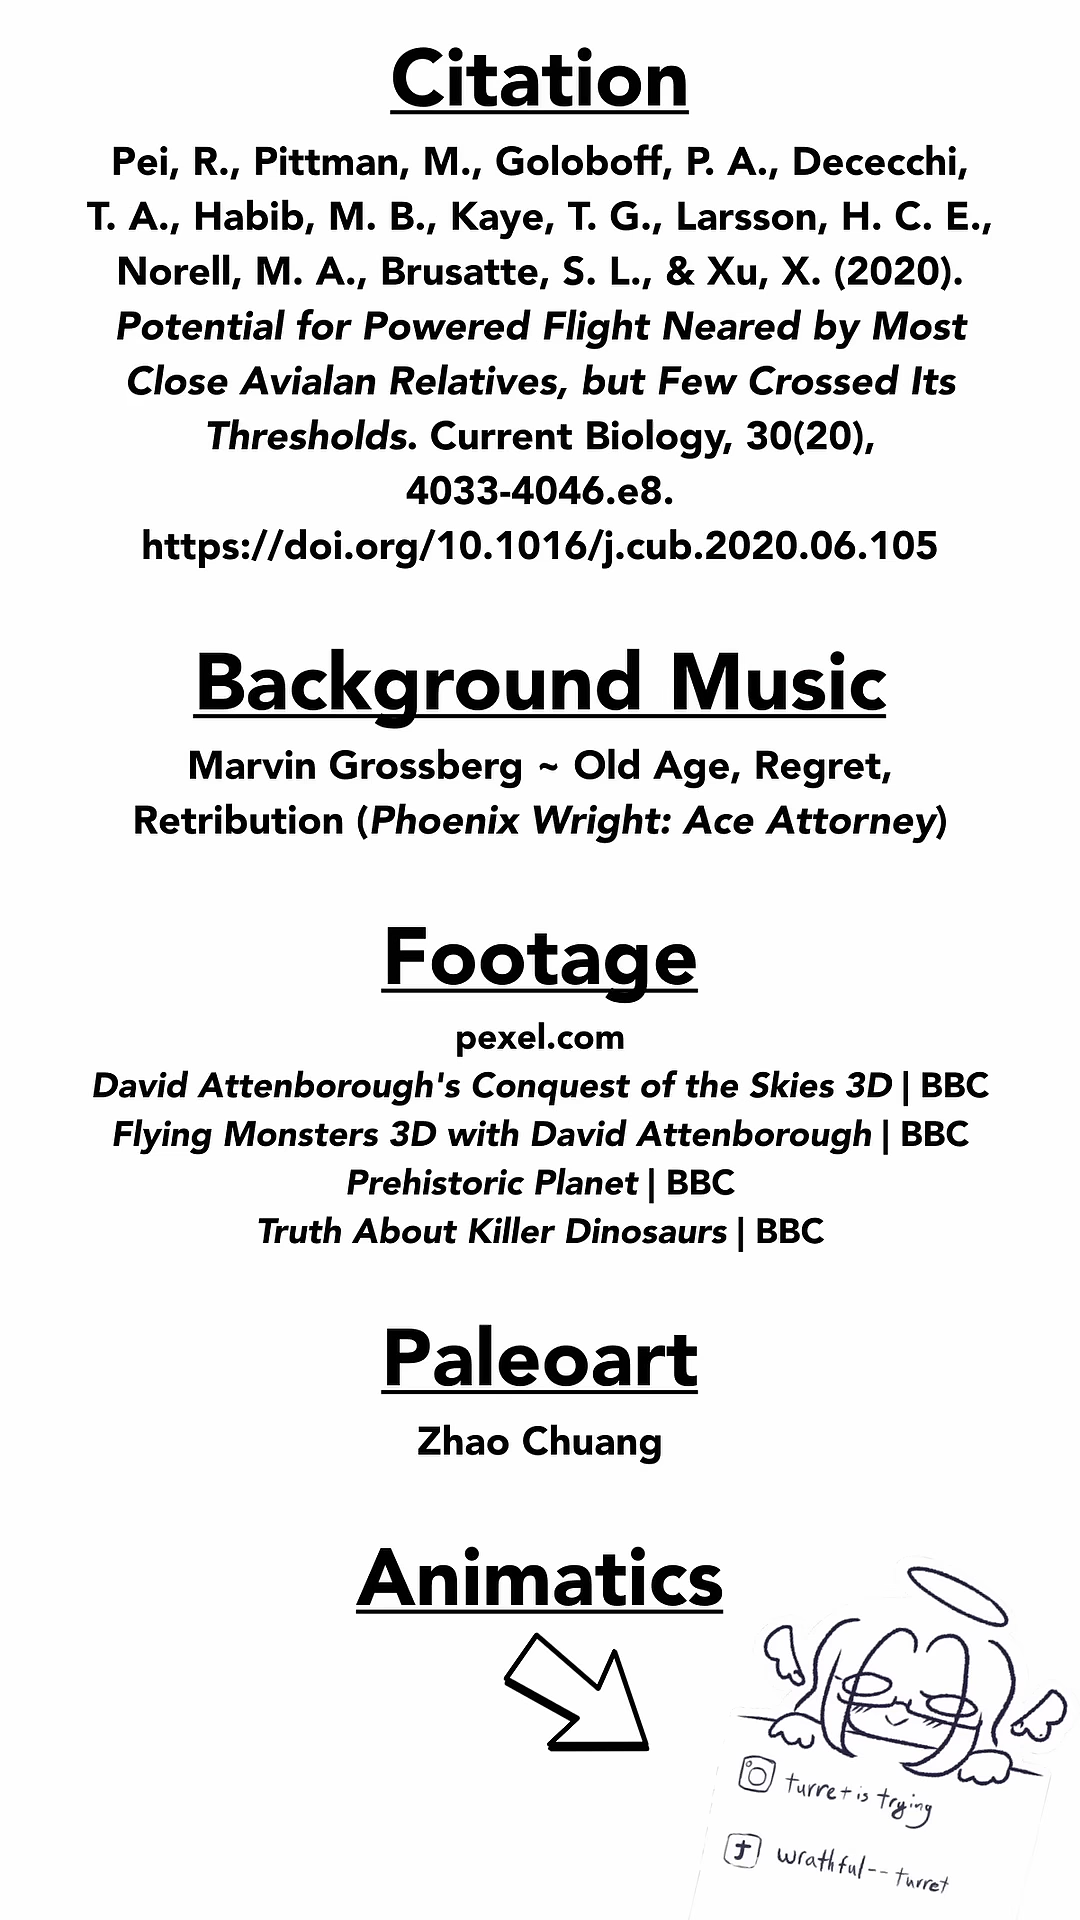 Citation
Pei, R., Pittman, M., Goloboff, P. A., Dececchi,
T. A., Habib, M. B., Kaye, T. G., Larsson, H. C. E.,
Norell, M. A., Brusatte, S. L., & Xu, X. (2020).
Potential for Powered Flight Neared by Most
Close Avialan Relatives, but Few Crossed Its
Thresholds. Current Biology, 30(20),
4033-4046.e8.
https://doi.org/10.1016/j.cub.2020.06.105
Background Music
Marvin Grossberg ~ Old Age, Regret,
Retribution (Phoenix Wright: Ace Attorney)
Footage
pexel.com
David Attenborough's Conquest of the Skies 3D | BBC
Flying Monsters 3D with David Attenborough | BBC
Prehistoric Planet | BBC
Truth About Killer Dinosaurs | BBC
Paleoart
Zhao Chuang
Animatics
turret is trying
t wrathful--turret